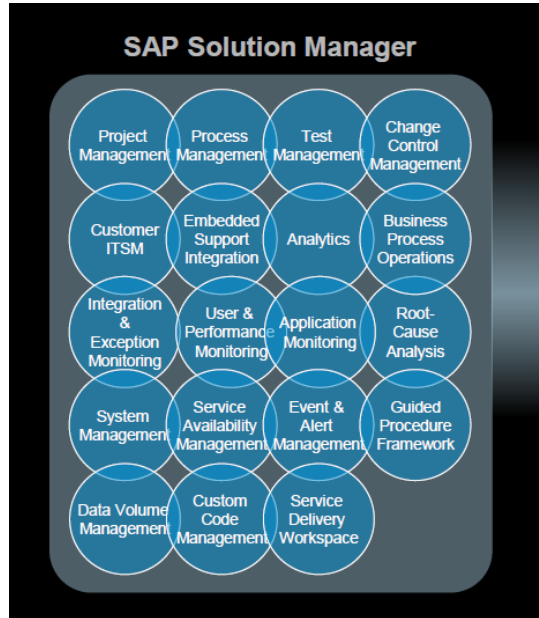 SAP Solution Manager
Project
Management
Process
Management
Test
Management
Change
Control
Management
Customer
ITSM
Embedded
Support
Integration
Analytics
Business
Process
Operations
Integration
&
Exception
Monitoring
User &
Performance
Monitoring
Application
Monitoring
Root-
Cause
Analysis
System
Management
Service
Availability
Management
Event &
Alert
Management
Guided
Procedure
Framework
Data Volume
Management
Custom
Code
Management
Service
Delivery
Workspace